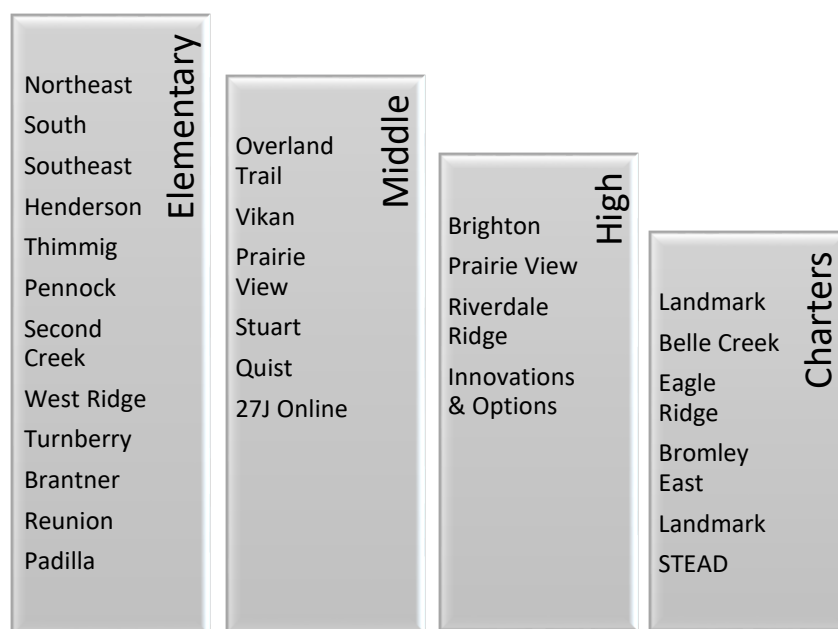 Elementary
Northeast
South
Southeast
Henderson
Thimmig
Pennock
Second
Creek
West Ridge
Turnberry
Brantner
Reunion
Padilla
Middle
Overland
Trail
Vikan
Prairie
View
Stuart
Quist
27J Online
High
Brighton
Prairie View
Riverdale
Ridge
Innovations
& Options
Charters
Landmark
Belle Creek
Eagle
Ridge
Bromley
East
Landmark
STEAD